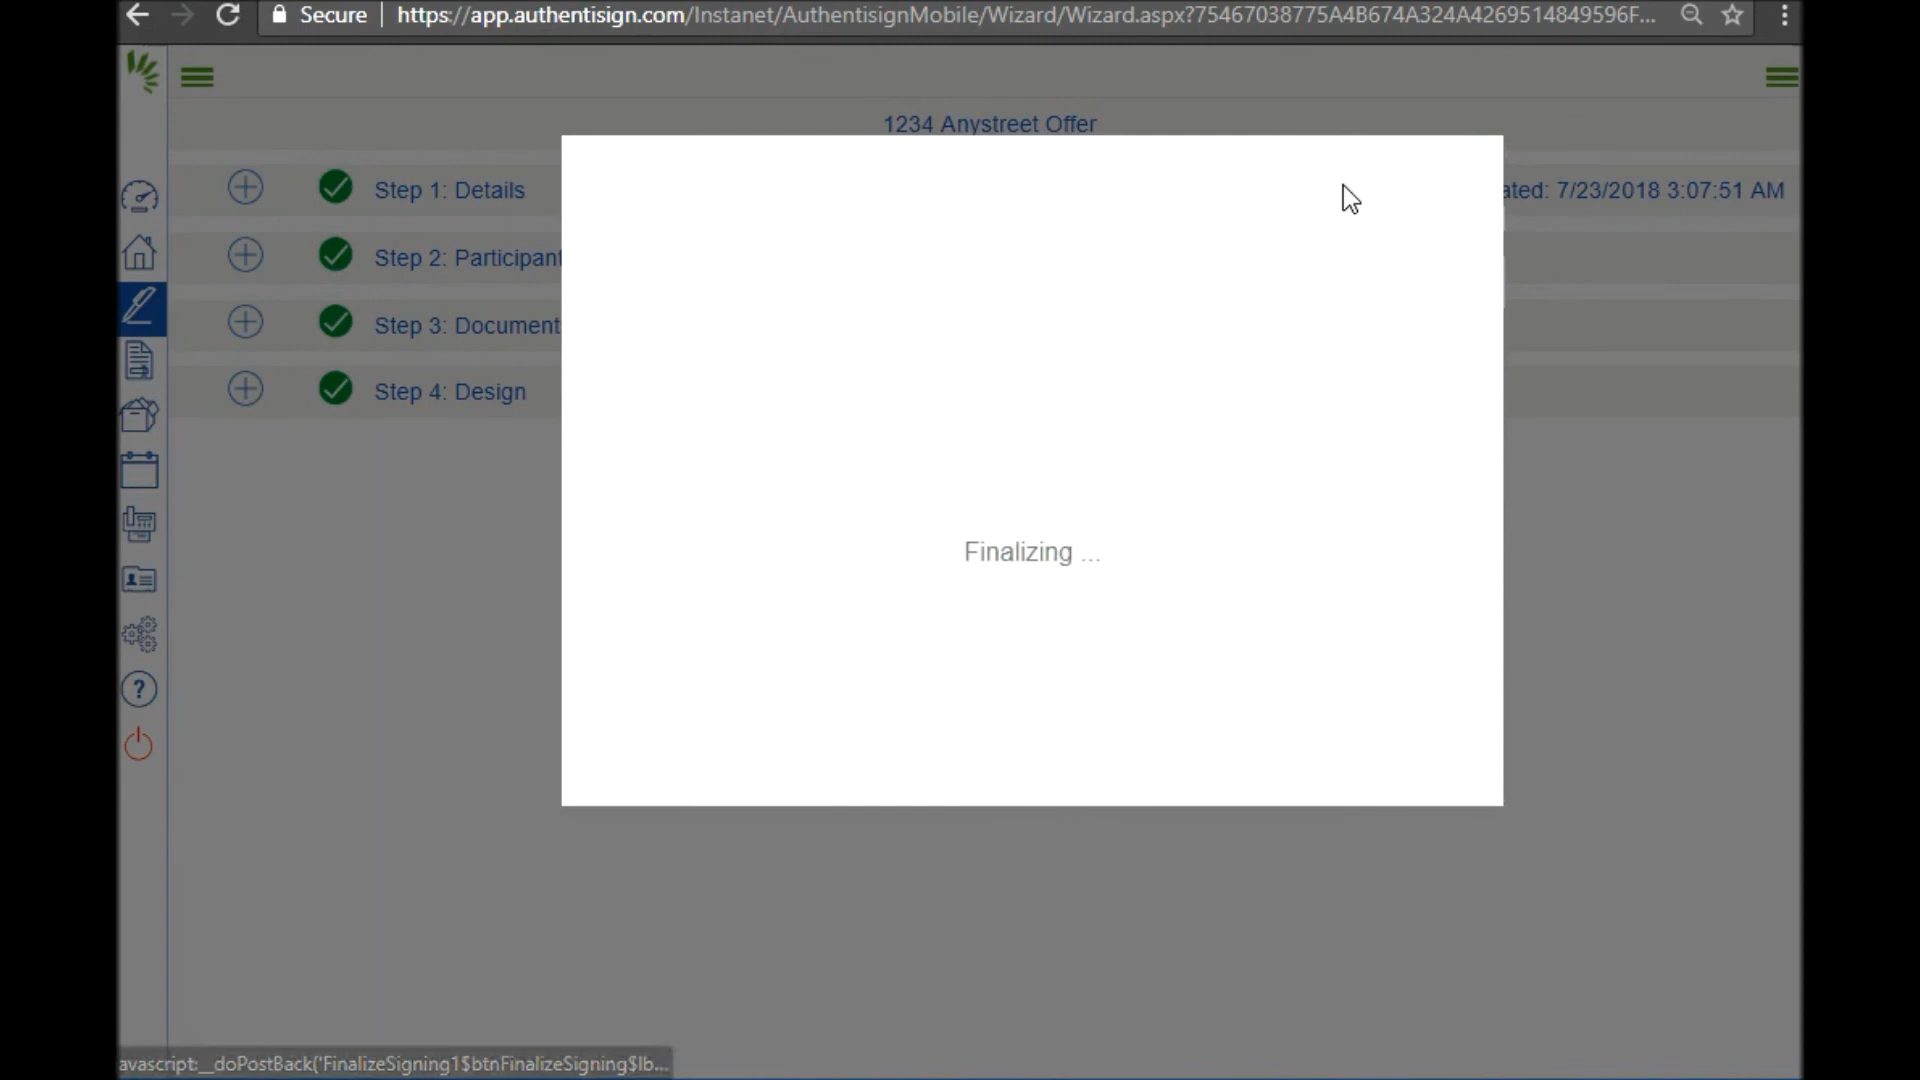 Secure | https://app.authentisign.com/Instanet/AuthentisignMobile/Wizard/Wizard.aspx?75467038775A4B674A324A4269514849596F...
1234 Anystreet Offer
Step 1: Details
ated: 7/23/2018 3:07:51 AM
Step 2: Participant
Step 3: Document
Step 4: Design
Finalizing ...
?
avascript:__doPostBack('FinalizeSigning1$btnFinalizeSigning$lb...